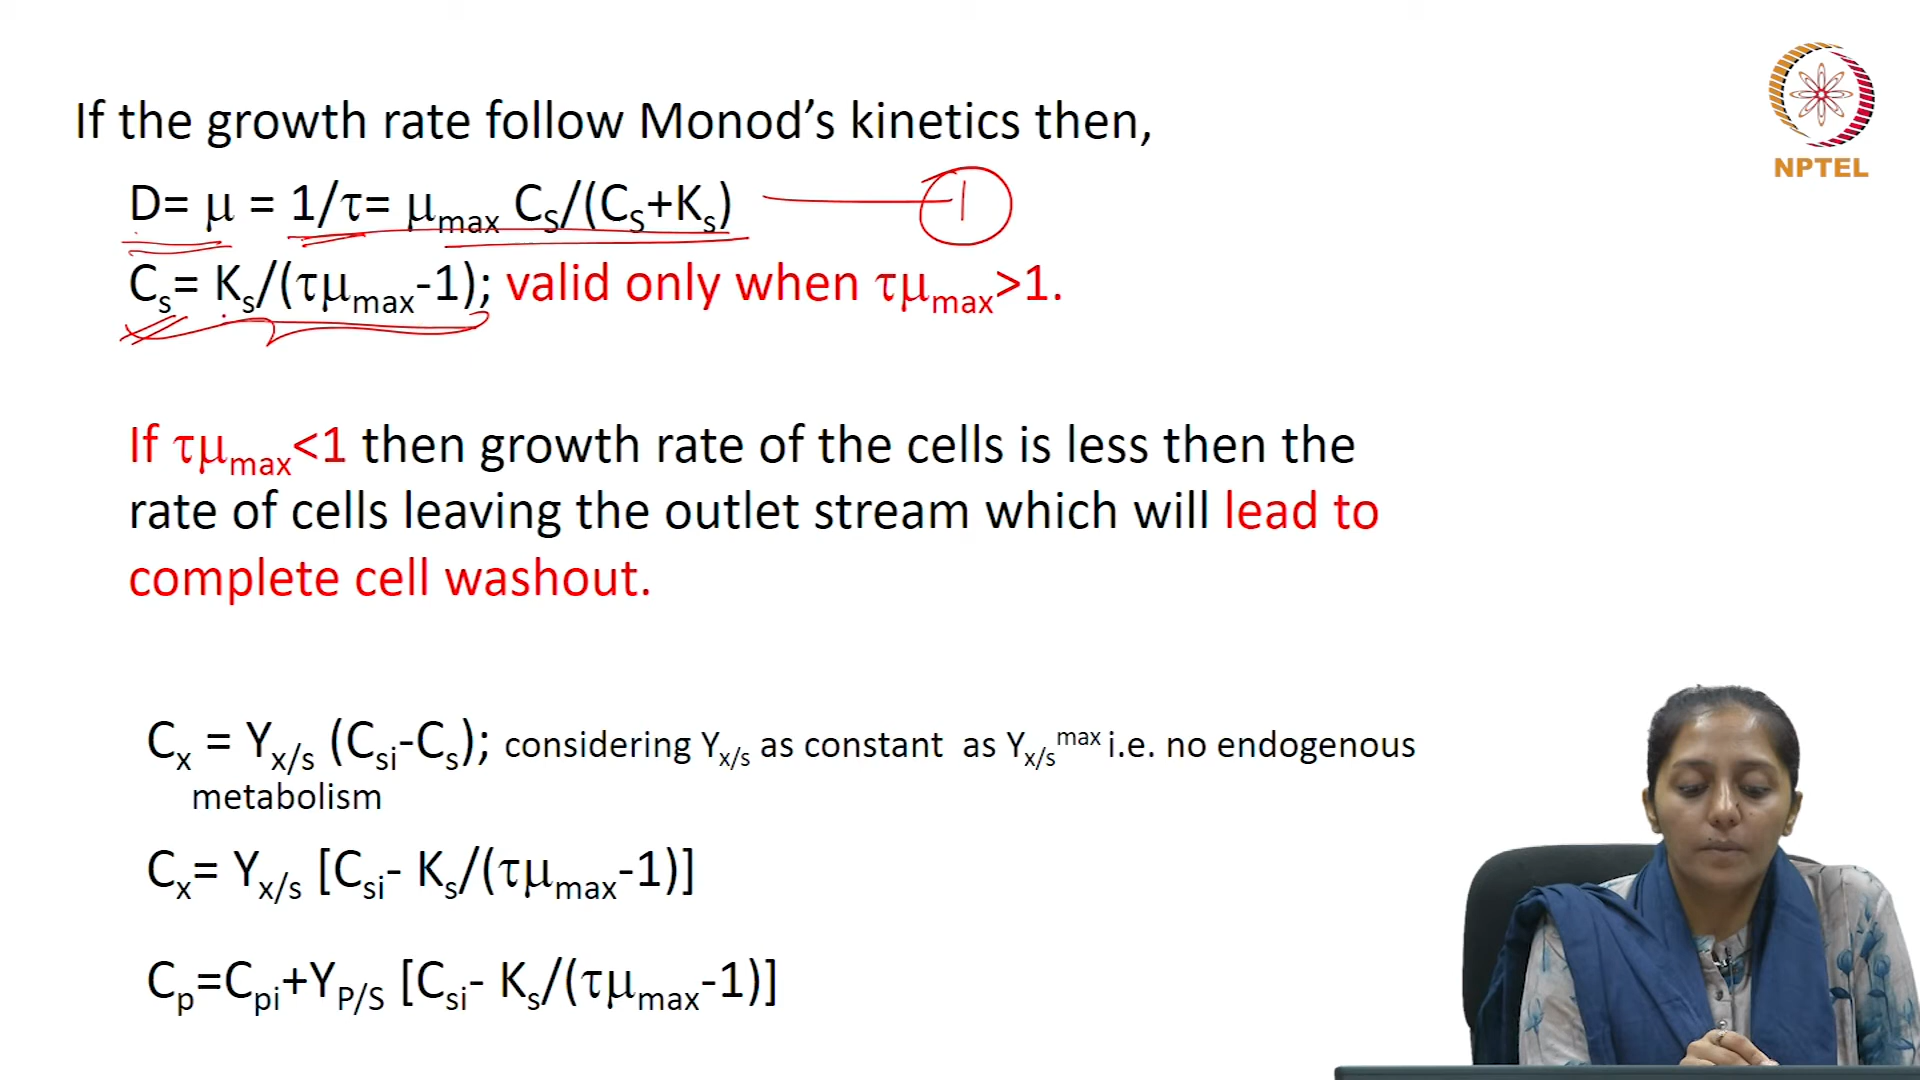 If the growth rate follow Monod’s kinetics then,
NPTEL
D= μ = 1/τ= μmax CS/(CS+Ks) 1
Cs= Ks/(τμmax-1); valid only when τμmax>1.
If τμmax<1 then growth rate of the cells is less then the
rate of cells leaving the outlet stream which will lead to
complete cell washout.
Cx = Yx/s (Csi-Cs); considering Yx/s as constant as Yx/s^max i.e. no endogenous
metabolism
Cx= Yx/s [Csi- Ks/(τμmax-1)]
Cp=Cpi+YP/S [Csi- Ks/(τμmax-1)]